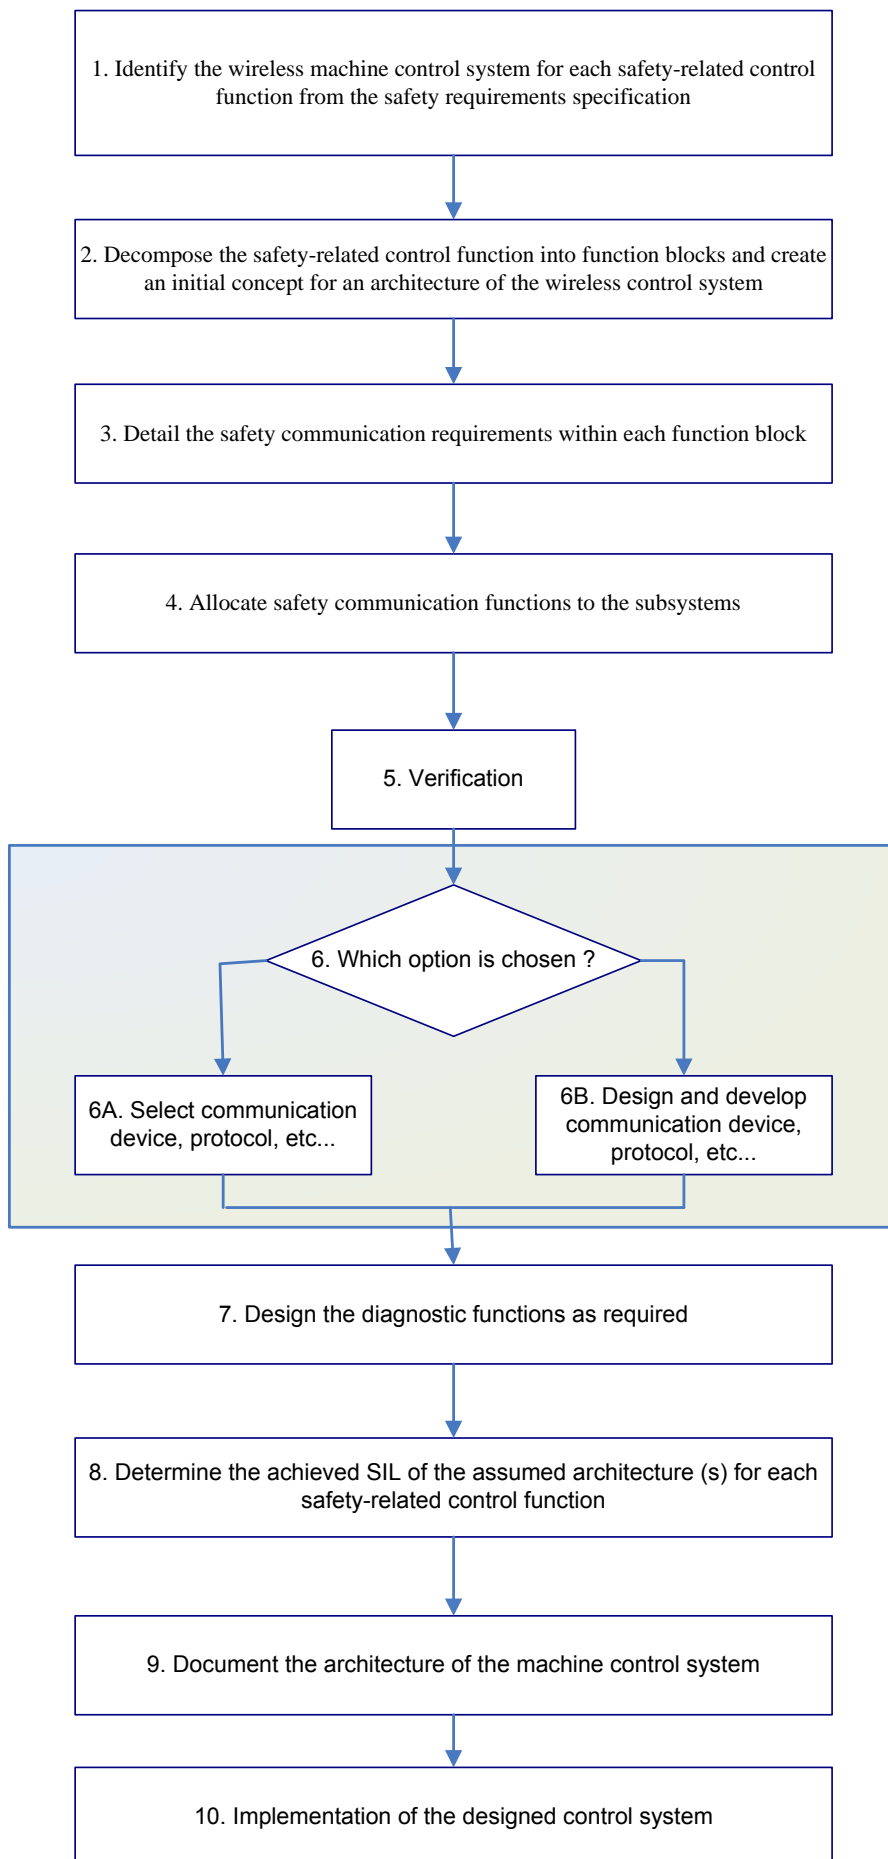 1. Identify the wireless machine control system for each safety-related control
function from the safety requirements specification
2. Decompose the safety-related control function into function blocks and create
an initial concept for an architecture of the wireless control system
3. Detail the safety communication requirements within each function block
4. Allocate safety communication functions to the subsystems
5. Verification
6. Which option is chosen ?
6A. Select communication
device, protocol, etc...
6B. Design and develop
communication device,
protocol, etc...
7. Design the diagnostic functions as required
8. Determine the achieved SIL of the assumed architecture (s) for each
safety-related control function
9. Document the architecture of the machine control system
10. Implementation of the designed control system